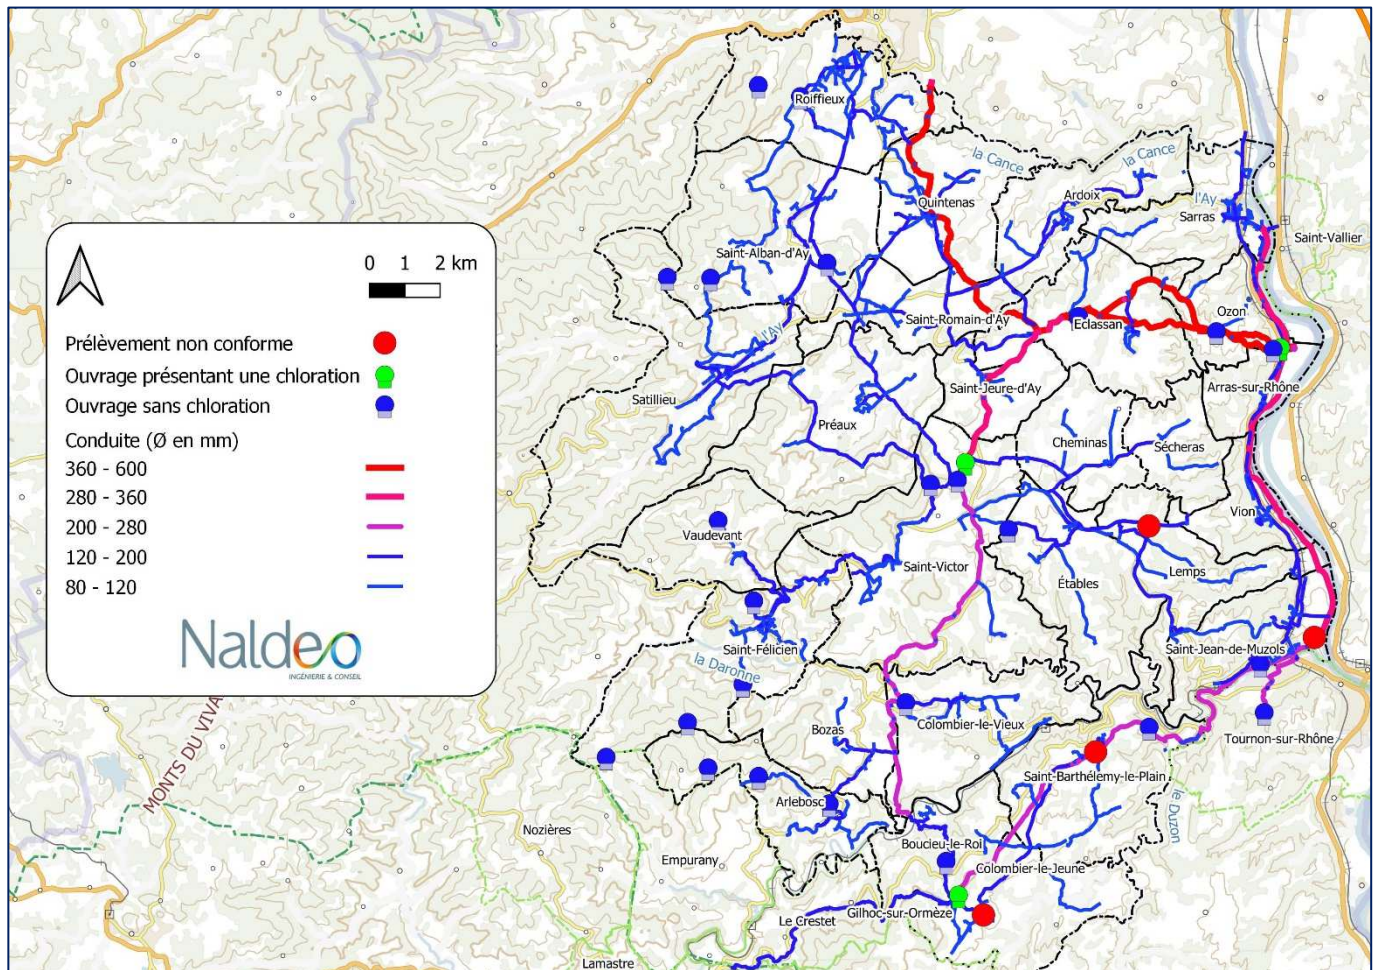 Roiffieux
la Cance
la Cance
Ardoix
Quintenas
l'Ay
Sarras
Saint-Vallier
Saint-Alban-d'Ay
0 1 2 km
Saint-Romain-d'Ay
Eclassan
Ozon
l'Ay
Prélèvement non conforme
Ouvrage présentant une chloration
Ouvrage sans chloration
Conduite (Ø en mm)
360 - 600
280 - 360
200 - 280
120 - 200
80 - 120
Naldeo
INGÉNIERIE & CONSEIL
Saint-Jeure-d'Ay
Arras-sur-Rhône
Satillieu
Préaux
Cheminas
Sécheras
Vion
Vaudevant
Saint-Victor
Étables
Lemps
Saint-Félicien
Saint-Jean-de-Muzols
la Daronne
MONTS DU VIVA
Bozas
Colombier-le-Vieux
Tournon-sur-Rhône
Saint-Barthélemy-le-Plain
Arlebosc
le Duzon
Nozières
Empurany
Boucieu-le-Roi
Colombier-le-Jeune
Gilhoc-sur-Ormèze
Le Crestet
Lamastre